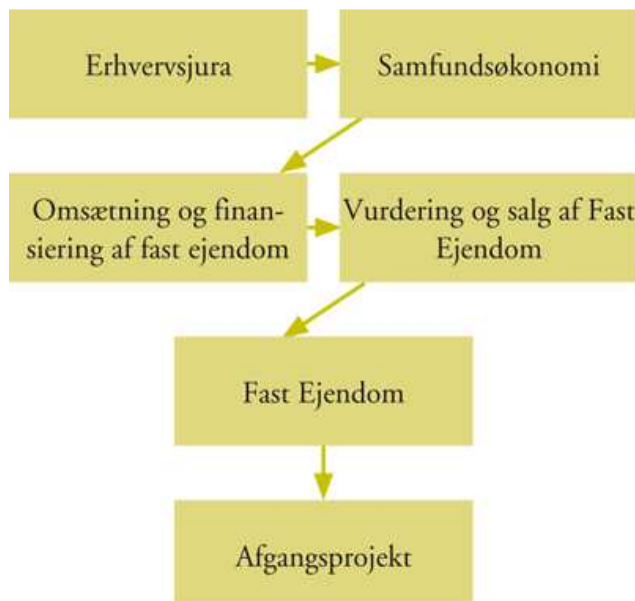 Erhvervsjura
Samfundsøkonomi
Omsætning og finan-
siering af fast ejendom
Vurdering og salg af Fast
Ejendom
Fast Ejendom
Afgangsprojekt